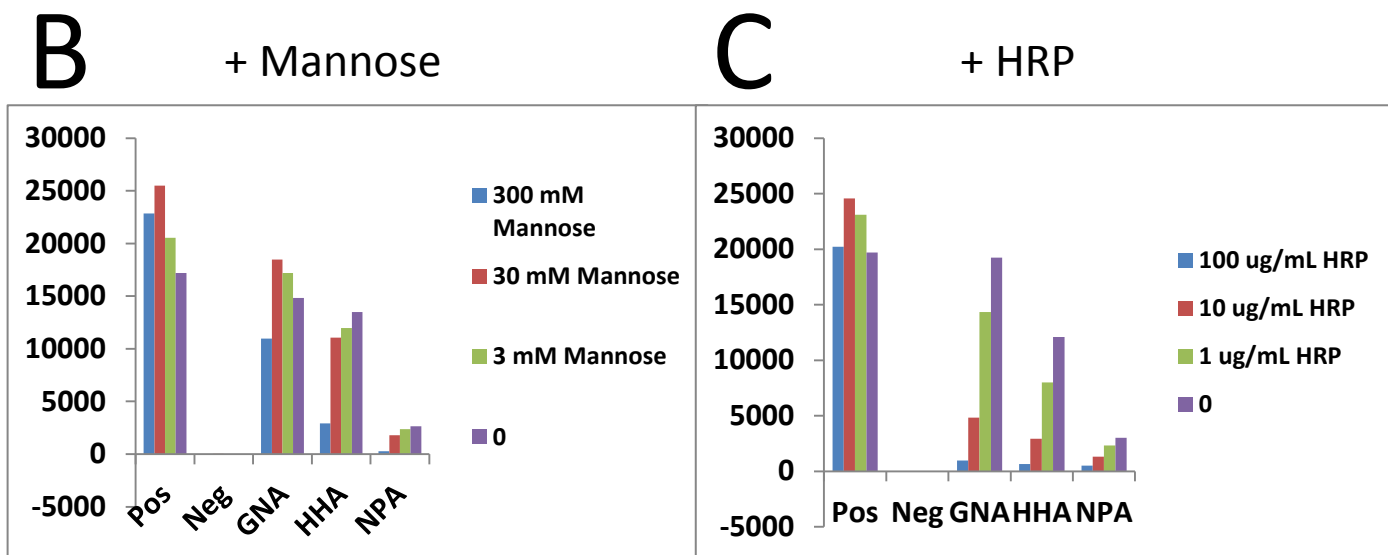 B
+ Mannose
30000
25000
20000
15000
10000
5000
0
-5000
Pos
Neg
GNA
HHA
NPA
300 mM
Mannose
30 mM Mannose
3 mM Mannose
0
C
+ HRP
30000
25000
20000
15000
10000
5000
0
-5000
Pos Neg GNA HHA NPA
100 ug/mL HRP
10 ug/mL HRP
1 ug/mL HRP
0